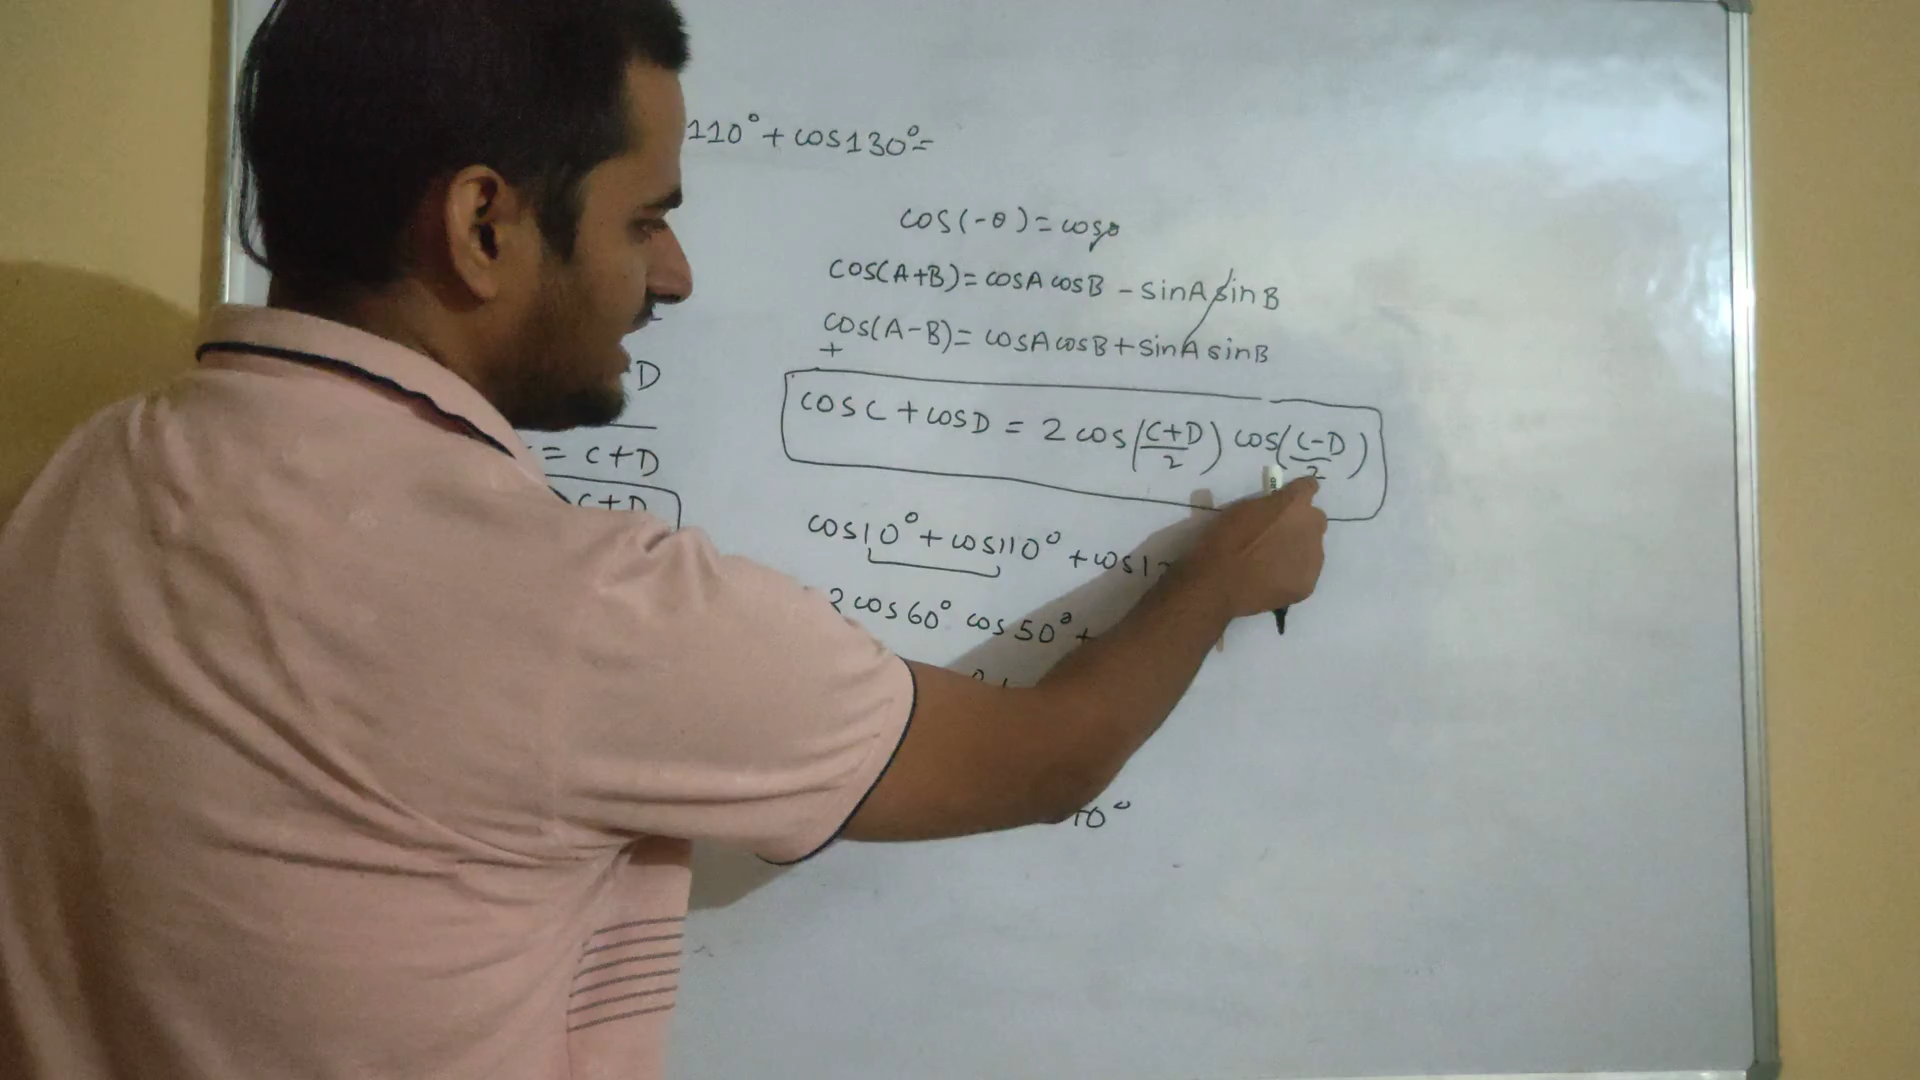 110° + cos130° =
cos(-θ) = cosθ
cos(A+B) = cosA cosB - sinA sinB
cos(A-B) = cosA cosB + sinA sinB
+
D
= c+D
c+D
cosC + cosD = 2 cos((C+D)/2) cos((C-D)/2)
cos10° + cos110° + cos1
2 cos60° cos50° +
10°